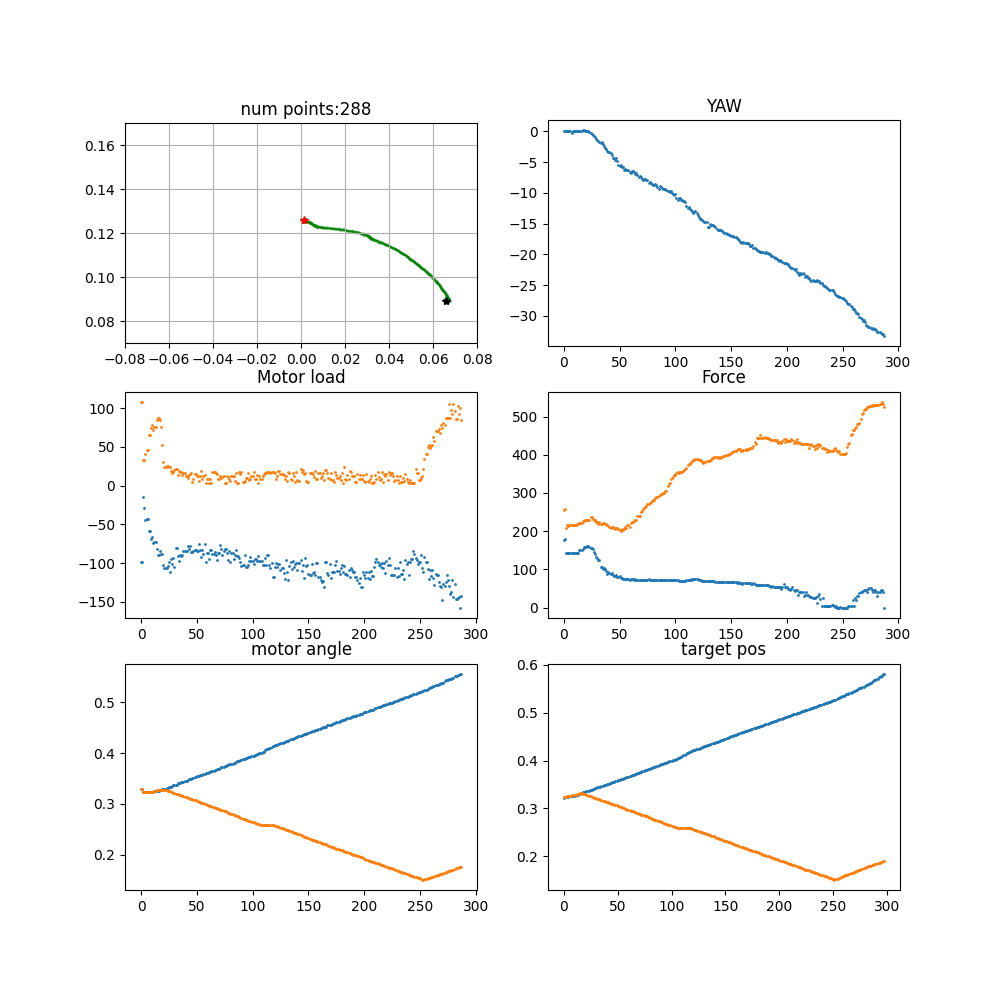 num points:288
YAW
0.16
0.14
0.12
0.10
0.08
−0.08 −0.06 −0.04 −0.02 0.00 0.02 0.04 0.06 0.08
0
−5
−10
−15
−20
−25
−30
0 50 100 150 200 250 300
Motor load
Force
100
50
0
−50
−100
−150
0 50 100 150 200 250 300
500
400
300
200
100
0
0 50 100 150 200 250 300
motor angle
target pos
0.5
0.4
0.3
0.2
0 50 100 150 200 250 300
0.6
0.5
0.4
0.3
0.2
0 50 100 150 200 250 300